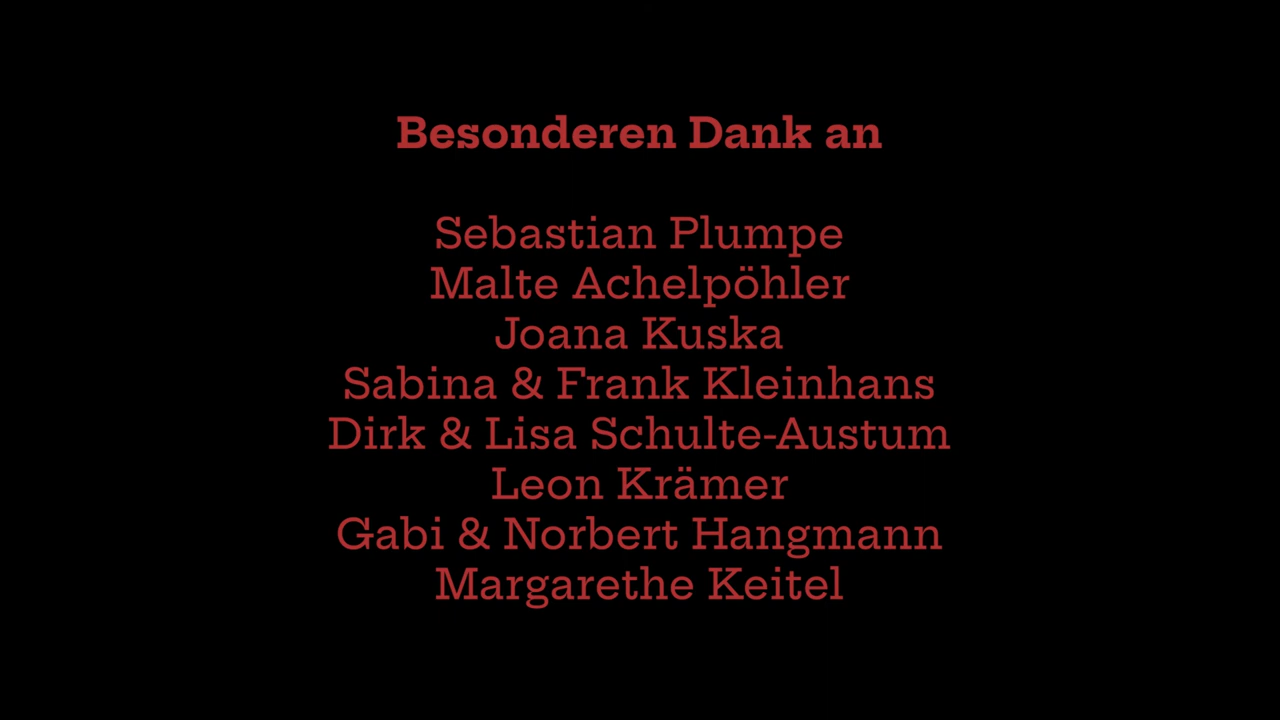 Besonderen Dank an
Sebastian Plumpe
Malte Achelpöhler
Joana Kuska
Sabina & Frank Kleinhans
Dirk & Lisa Schulte-Austum
Leon Krämer
Gabi & Norbert Hangmann
Margarethe Keitel